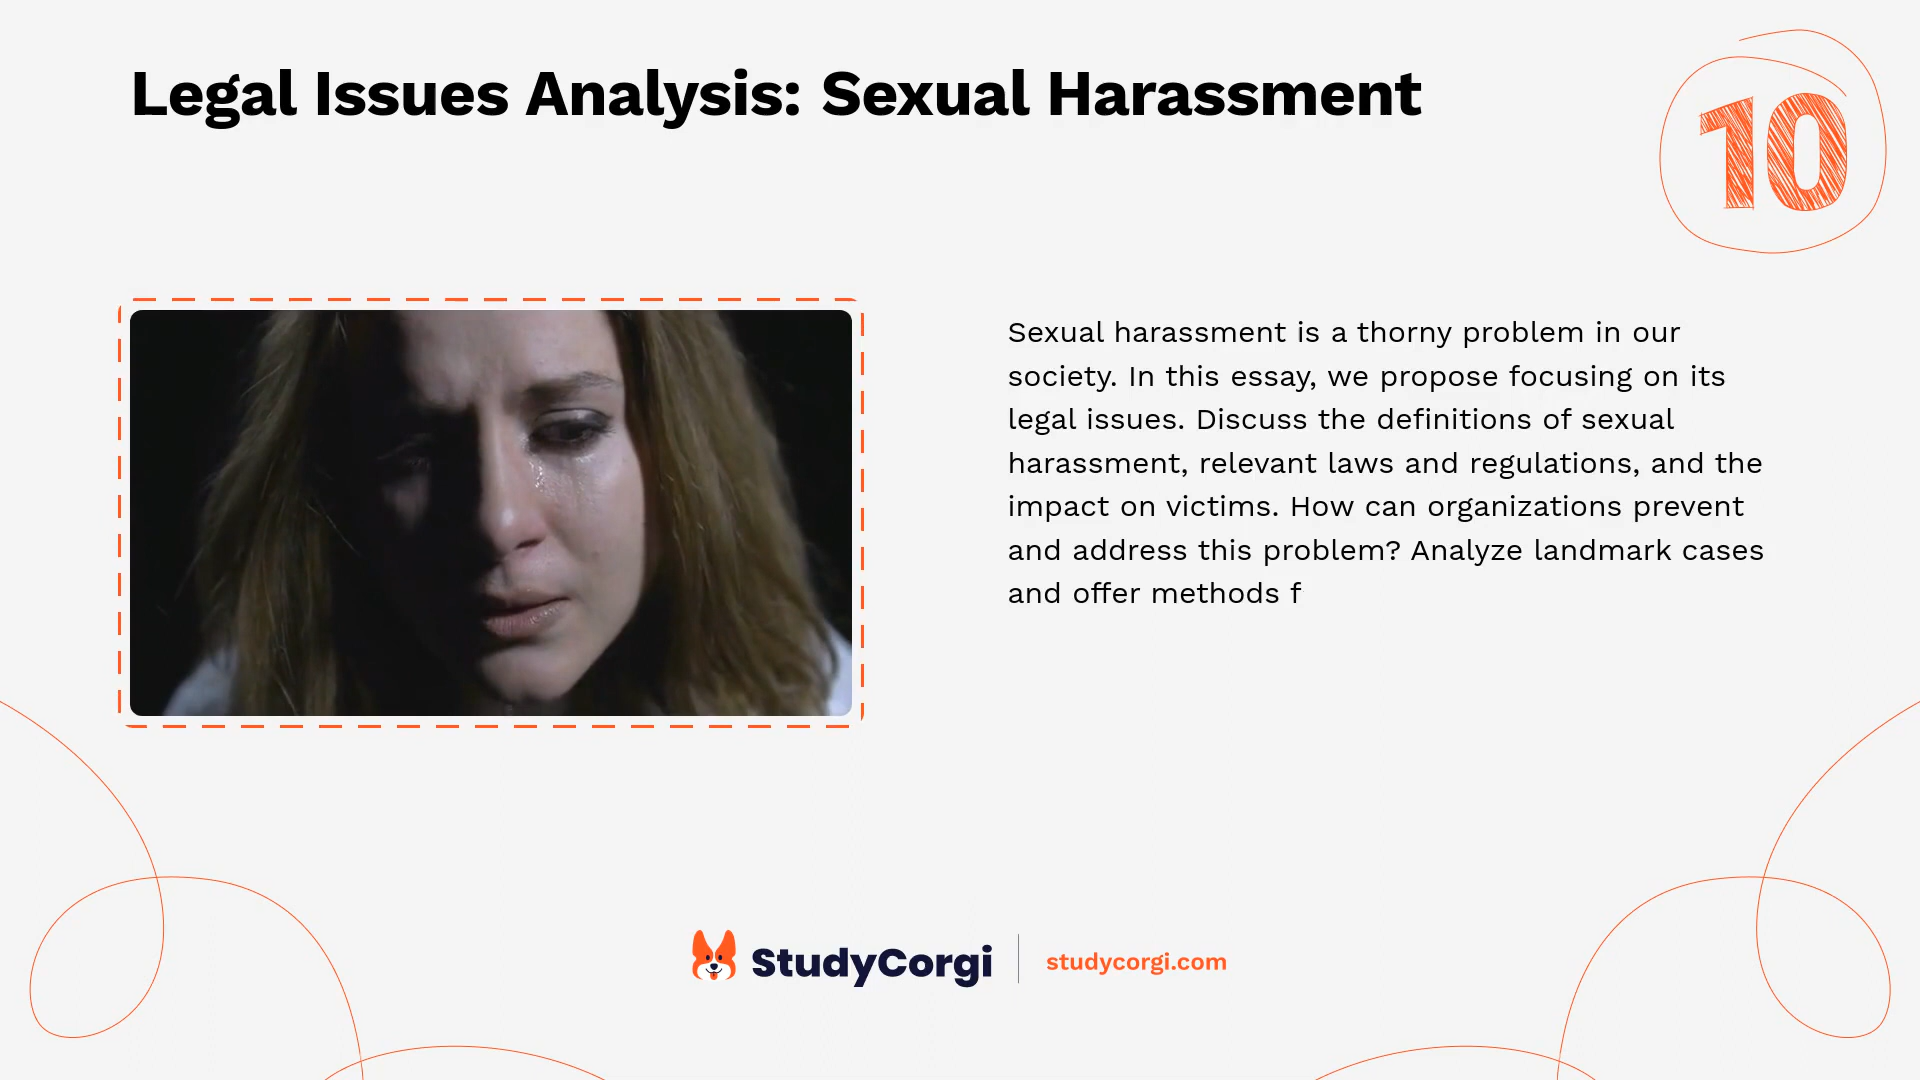 Legal Issues Analysis: Sexual Harassment
10
Sexual harassment is a thorny problem in our
society. In this essay, we propose focusing on its
legal issues. Discuss the definitions of sexual
harassment, relevant laws and regulations, and the
impact on victims. How can organizations prevent
and address this problem? Analyze landmark cases
and offer methods f
StudyCorgi
studycorgi.com